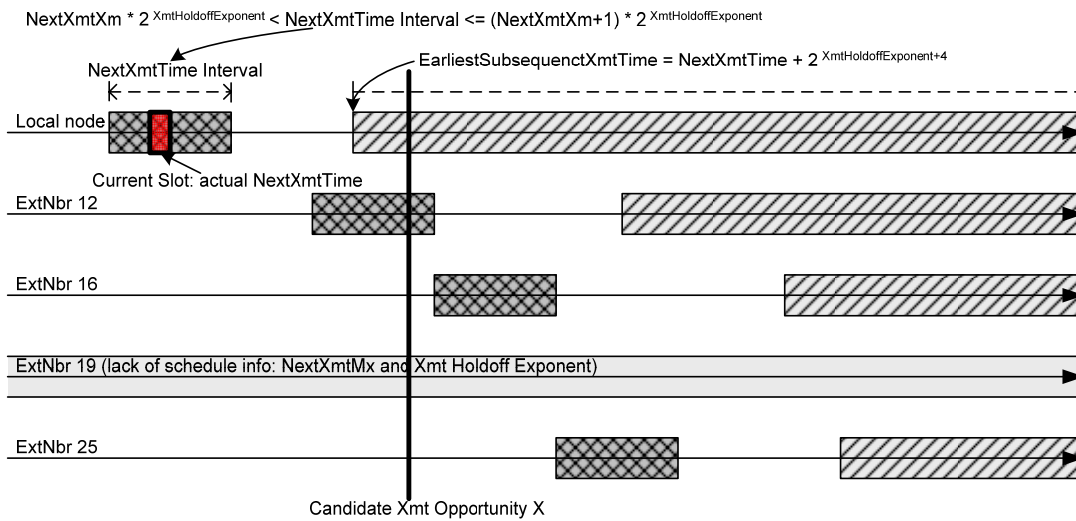 NextXmtXm * 2 XmtHoldoffExponent < NextXmtTime Interval <= (NextXmtXm+1) * 2 XmtHoldoffExponent
EarliestSubsequenctXmtTime = NextXmtTime + 2 XmtHoldoffExponent+4
NextXmtTime Interval
Local node
Current Slot: actual NextXmtTime
ExtNbr 12
ExtNbr 16
ExtNbr 19 (lack of schedule info: NextXmtMx and Xmt Holdoff Exponent)
ExtNbr 25
Candidate Xmt Opportunity X